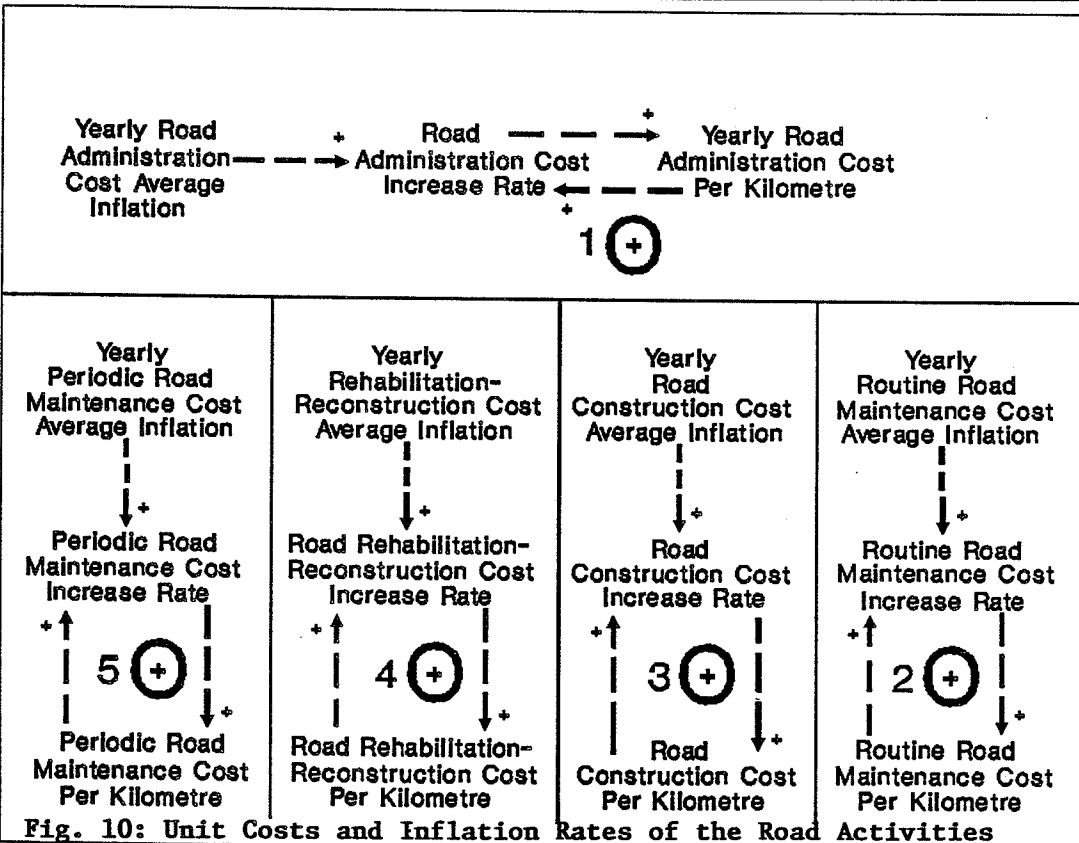 Yearly Road
Administration
Cost Average
Inflation
+
Road
Administration Cost
Increase Rate
+
Yearly Road
Administration Cost
Per Kilometre
+
1 +
Yearly
Periodic Road
Maintenance Cost
Average Inflation
+
Periodic Road
Maintenance Cost
Increase Rate
+
5 +
+
Periodic Road
Maintenance Cost
Per Kilometre
Yearly
Rehabilitation-
Reconstruction Cost
Average Inflation
+
Road Rehabilitation-
Reconstruction Cost
Increase Rate
+
4 +
+
Road Rehabilitation-
Reconstruction Cost
Per Kilometre
Yearly
Road
Construction Cost
Average Inflation
+
Road
Construction Cost
Increase Rate
+
3 +
+
Road
Construction Cost
Per Kilometre
Yearly
Routine Road
Maintenance Cost
Average Inflation
+
Routine Road
Maintenance Cost
Increase Rate
+
2 +
+
Routine Road
Maintenance Cost
Per Kilometre
Fig. 10: Unit Costs and Inflation Rates of the Road Activities